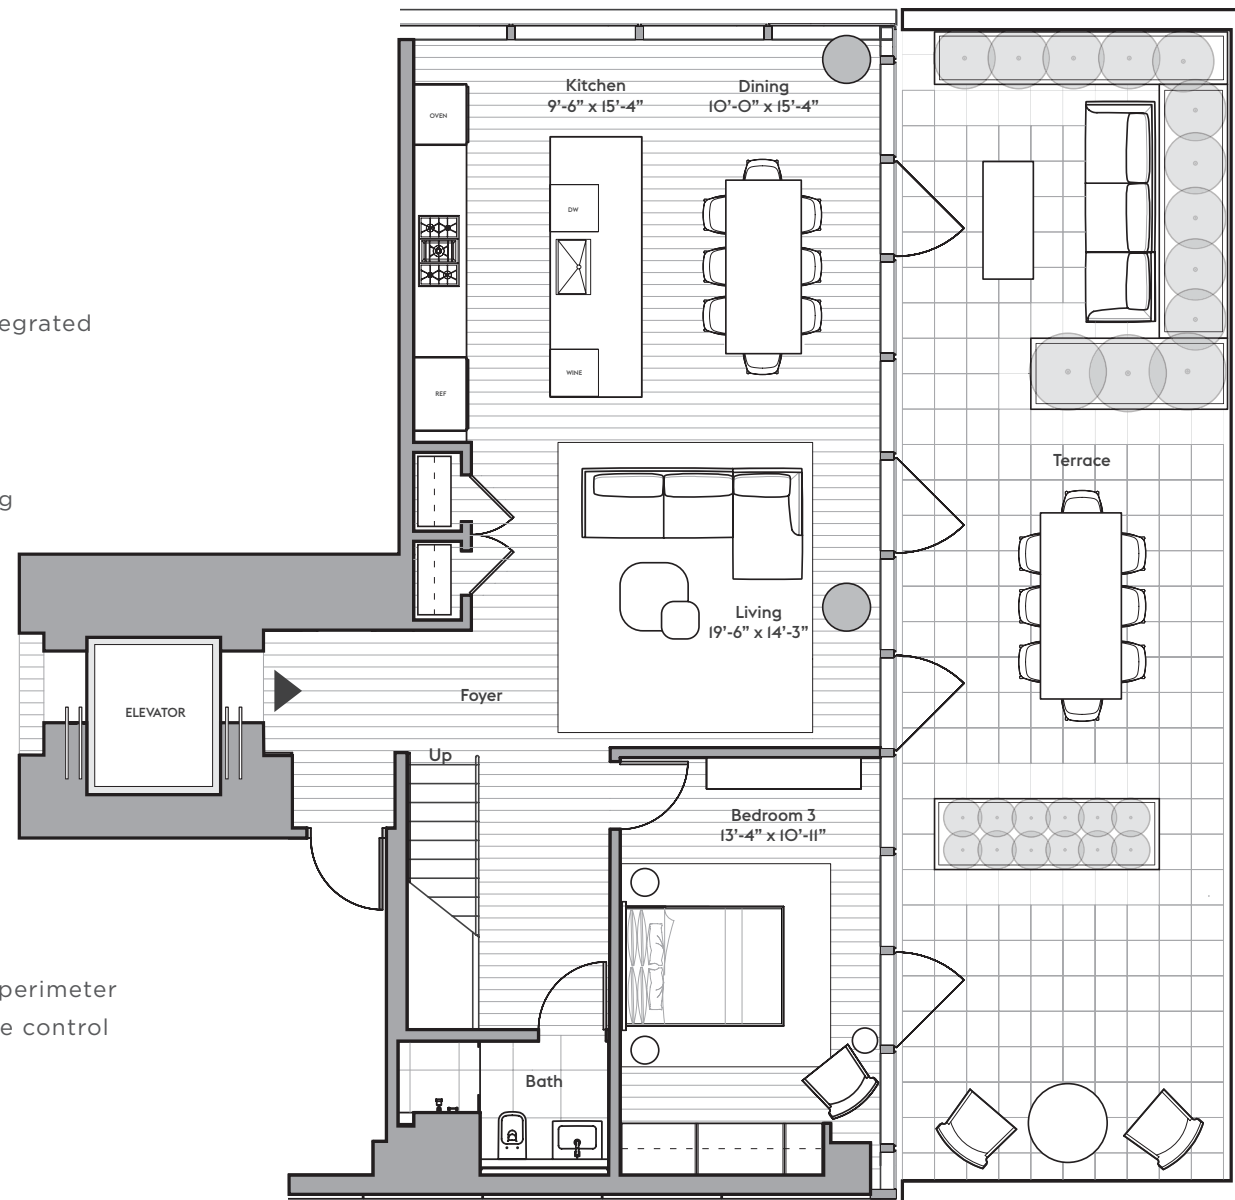 Kitchen
9'-6" x 15'-4"
Dining
10'-0" x 15'-4"
OVEN
DW
egrated
WINE
REF
Terrace
g
Living
19'-6" x 14'-3"
Foyer
ELEVATOR
Up
Bedroom 3
13'-4" x 10'-11"
perimeter
e control
Bath